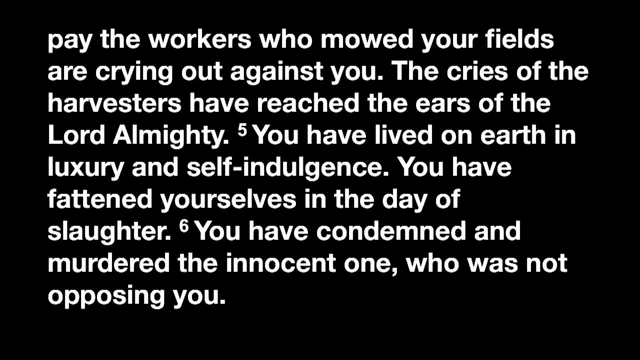 pay the workers who mowed your fields
are crying out against you. The cries of the
harvesters have reached the ears of the
Lord Almighty. ⁵ You have lived on earth in
luxury and self-indulgence. You have
fattened yourselves in the day of
slaughter. ⁶ You have condemned and
murdered the innocent one, who was not
opposing you.